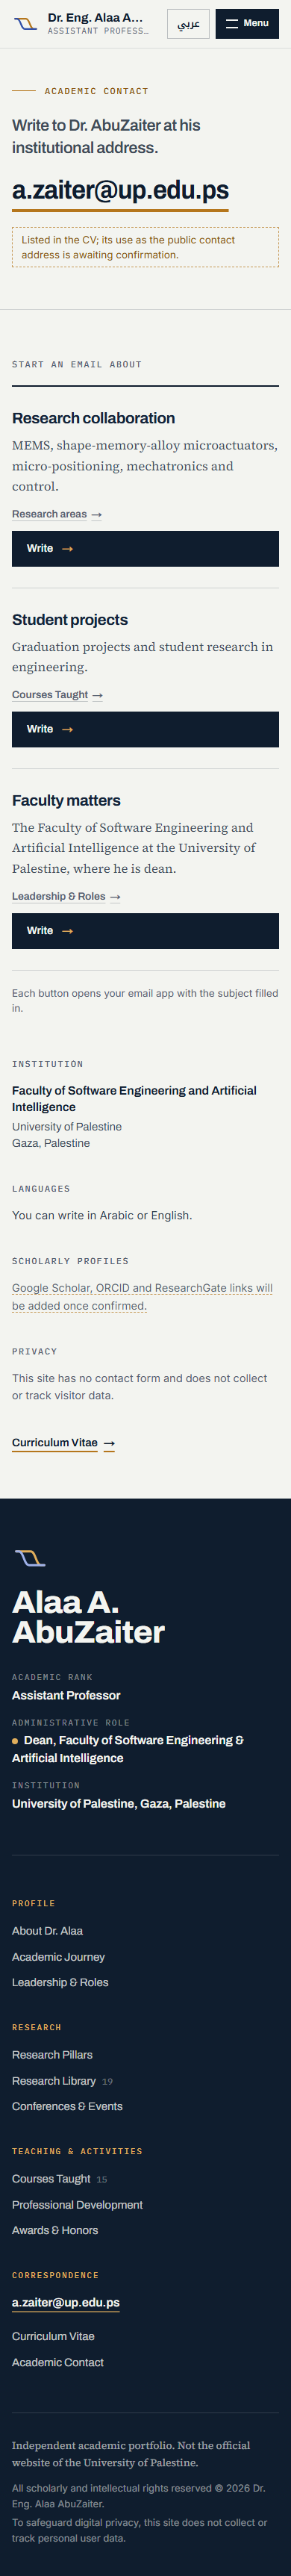 Dr. Eng. Alaa A...
ASSISTANT PROFESS...
عربي
Menu
ACADEMIC CONTACT
Write to Dr. AbuZaiter at his
institutional address.
a.zaiter@up.edu.ps
Listed in the CV; its use as the public contact
address is awaiting confirmation.
START AN EMAIL ABOUT
Research collaboration
MEMS, shape-memory-alloy microactuators,
micro-positioning, mechatronics and
control.
Research areas →
Write →
Student projects
Graduation projects and student research in
engineering.
Courses Taught →
Write →
Faculty matters
The Faculty of Software Engineering and
Artificial Intelligence at the University of
Palestine, where he is dean.
Leadership & Roles →
Write →
Each button opens your email app with the subject filled
in.
INSTITUTION
Faculty of Software Engineering and Artificial
Intelligence
University of Palestine
Gaza, Palestine
LANGUAGES
You can write in Arabic or English.
SCHOLARLY PROFILES
Google Scholar, ORCID and ResearchGate links will
be added once confirmed.
PRIVACY
This site has no contact form and does not collect
or track visitor data.
Curriculum Vitae →
Alaa A.
AbuZaiter
ACADEMIC RANK
Assistant Professor
ADMINISTRATIVE ROLE
Dean, Faculty of Software Engineering &
Artificial Intelligence
INSTITUTION
University of Palestine, Gaza, Palestine
PROFILE
About Dr. Alaa
Academic Journey
Leadership & Roles
RESEARCH
Research Pillars
Research Library 19
Conferences & Events
TEACHING & ACTIVITIES
Courses Taught 15
Professional Development
Awards & Honors
CORRESPONDENCE
a.zaiter@up.edu.ps
Curriculum Vitae
Academic Contact
Independent academic portfolio. Not the official
website of the University of Palestine.
All scholarly and intellectual rights reserved © 2026 Dr.
Eng. Alaa AbuZaiter.
To safeguard digital privacy, this site does not collect or
track personal user data.